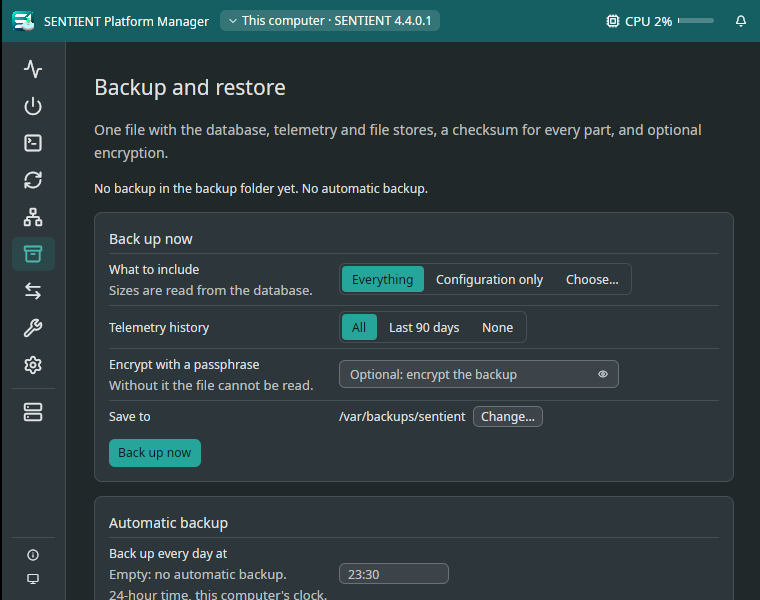 SENTIENT Platform Manager
This computer · SENTIENT 4.4.0.1
CPU 2%
Backup and restore
One file with the database, telemetry and file stores, a checksum for every part, and optional
encryption.
No backup in the backup folder yet. No automatic backup.
Back up now
What to include
Sizes are read from the database.
Everything
Configuration only
Choose...
Telemetry history
All
Last 90 days
None
Encrypt with a passphrase
Without it the file cannot be read.
Optional: encrypt the backup
Save to
/var/backups/sentient
Change...
Back up now
Automatic backup
Back up every day at
Empty: no automatic backup.
23:30
24-hour time, this computer's clock.